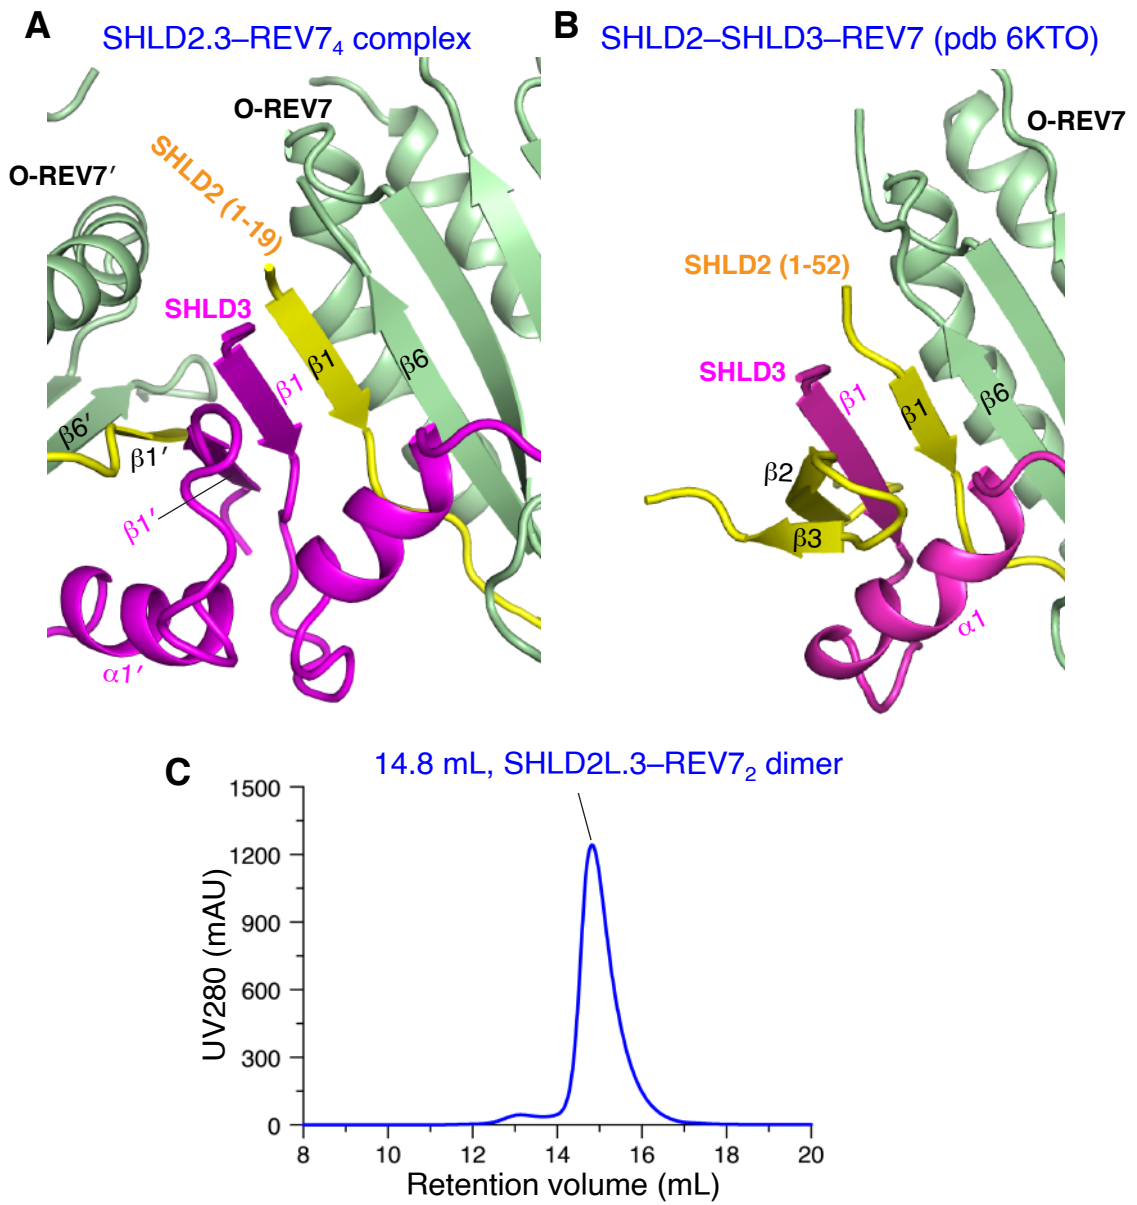 A
SHLD2.3–REV7₄ complex
O-REV7
SHLD2 (1-19)
O-REV7′
SHLD3
β1
β1
β6
β6′
β1′
β1′
α1′
B
SHLD2–SHLD3–REV7 (pdb 6KTO)
O-REV7
SHLD2 (1-52)
SHLD3
β1
β1
β6
β2
β3
α1
C
14.8 mL, SHLD2L.3–REV7₂ dimer
UV280 (mAU)
1500
1200
900
600
300
0
8 10 12 14 16 18 20
Retention volume (mL)